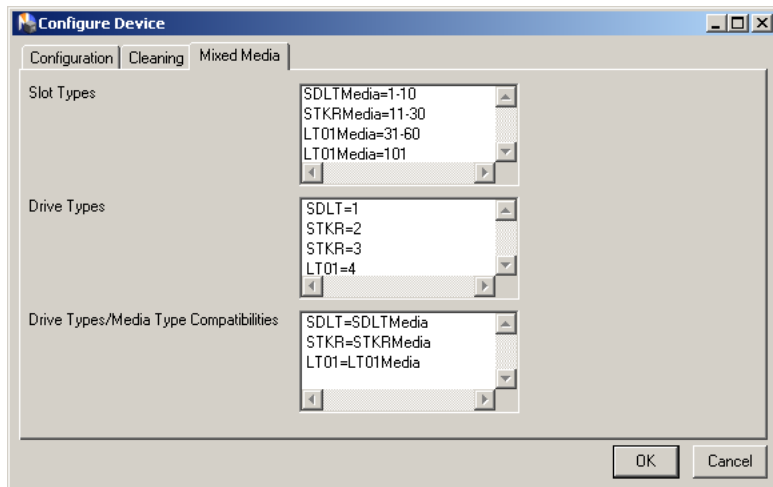 Configure Device
Configuration Cleaning Mixed Media
Slot Types
SDLTMedia=1-10
STKRMedia=11-30
LT01Media=31-60
LT01Media=101
Drive Types
SDLT=1
STKR=2
STKR=3
LT01=4
Drive Types/Media Type Compatibilities
SDLT=SDLTMedia
STKR=STKRMedia
LT01=LT01Media
OK Cancel